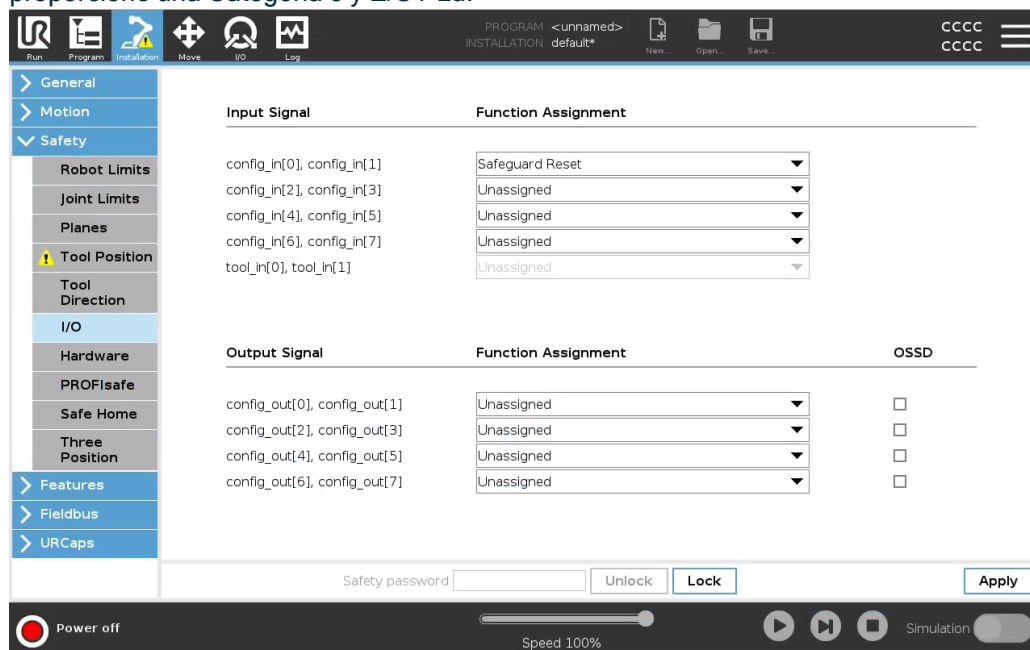 PROGRAM <unnamed>
INSTALLATION default*
CCCC
CCCC
UR
Run Program Installation Move I/O Log New... Open... Save...
General
Motion
Safety
Robot Limits
Joint Limits
Planes
Tool Position
Tool
Direction
I/O
Hardware
PROFIsafe
Safe Home
Three
Position
Features
Fieldbus
URCaps
Input Signal Function Assignment
config_in[0], config_in[1] Safeguard Reset
config_in[2], config_in[3] Unassigned
config_in[4], config_in[5] Unassigned
config_in[6], config_in[7] Unassigned
tool_in[0], tool_in[1] Unassigned
Output Signal Function Assignment OSSD
config_out[0], config_out[1] Unassigned
config_out[2], config_out[3] Unassigned
config_out[4], config_out[5] Unassigned
config_out[6], config_out[7] Unassigned
Safety password Unlock Lock Apply
Power off Speed 100% Simulation